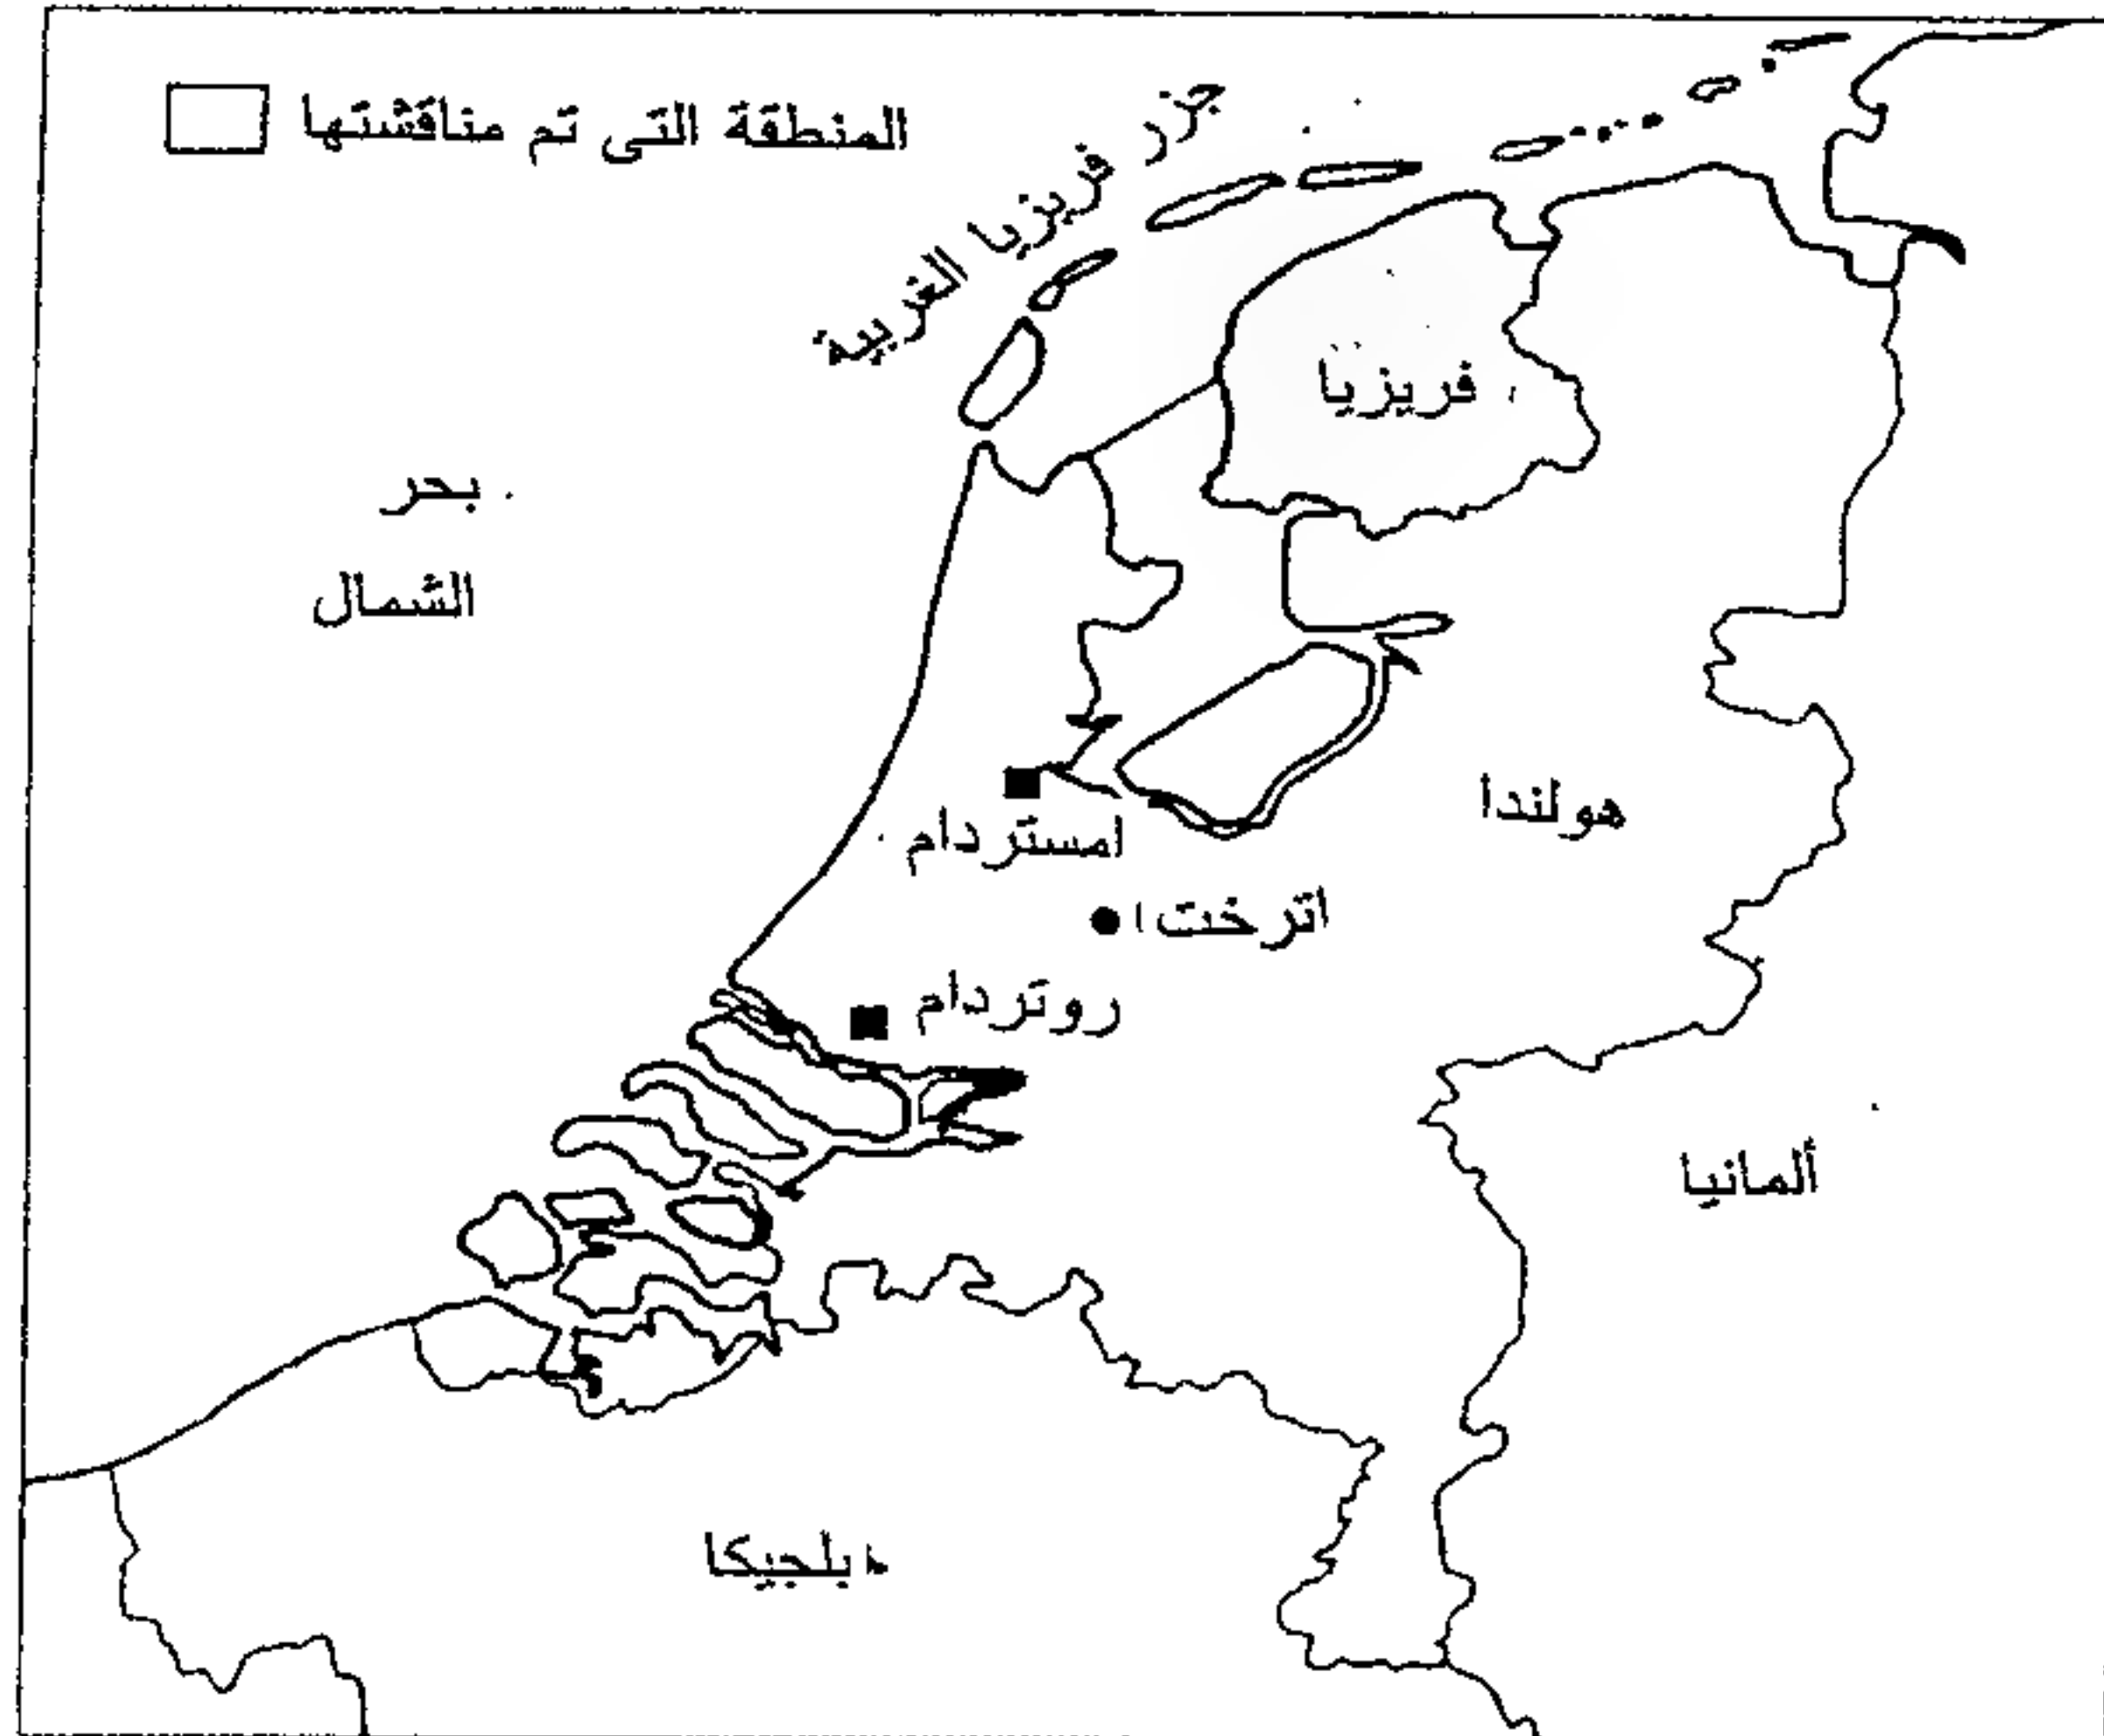 المنطقة التى تم مناقشتها
جزر فريزيا الغربية
فريزيا
بحر
الشمال
هولندا
امستردام
اترخت
روتردام
ألمانيا
بلجيكا